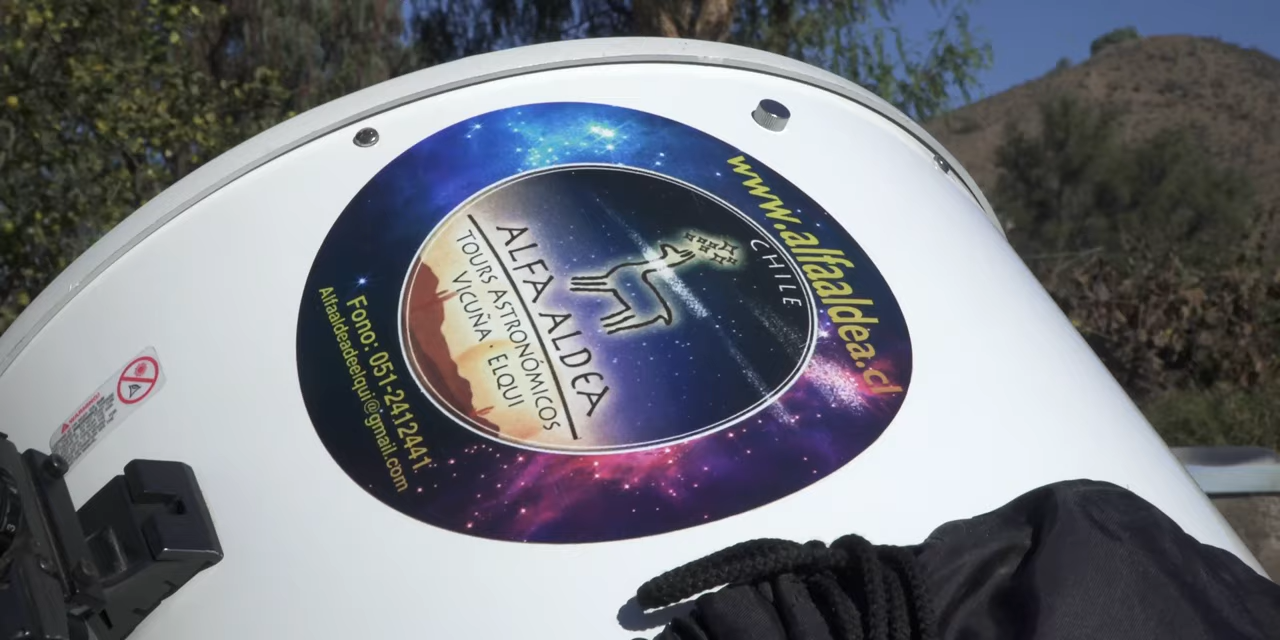 www.alfaaldea.cl
CHILE
ALFA ALDEA
TOURS ASTRONÓMICOS
VICUÑA · ELQUI
Fono: 051-2412441
Alfaaldeadeelqui@gmail.com